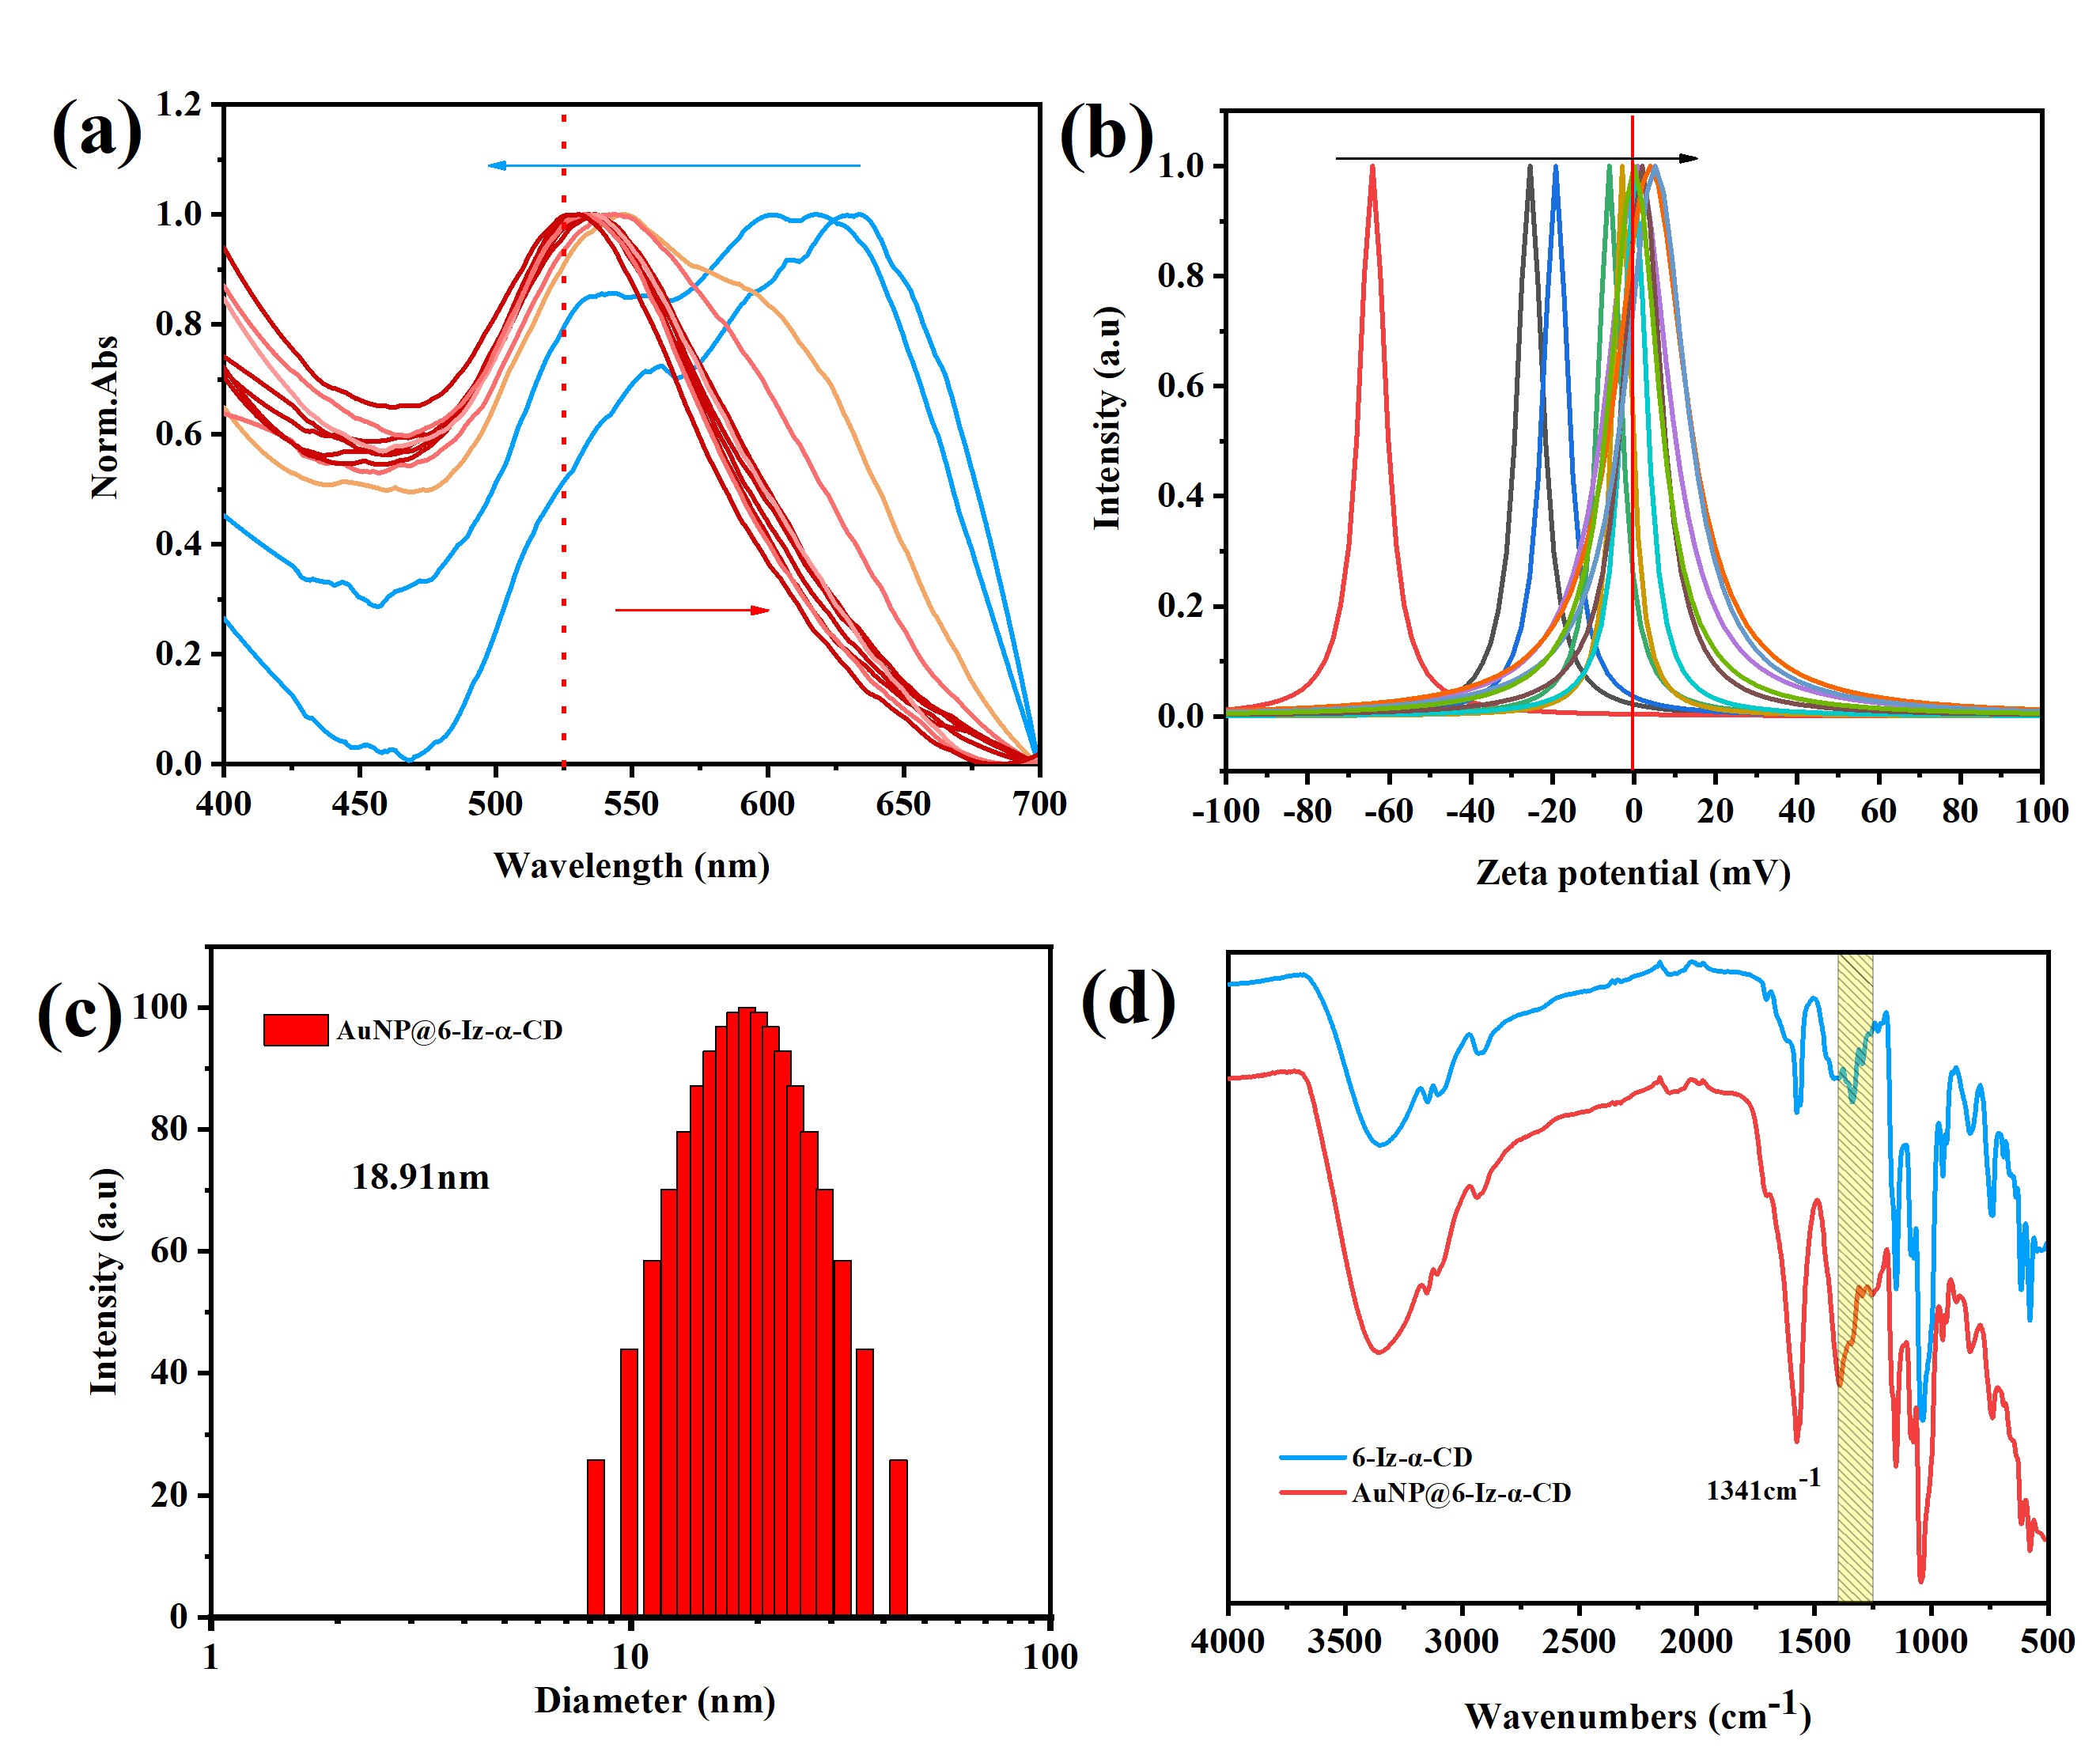 (a)
1.2
1.0
0.8
0.6
0.4
0.2
0.0
Norm.Abs
400 450 500 550 600 650 700
Wavelength (nm)
(b)
1.0
0.8
0.6
0.4
0.2
0.0
Intensity (a.u)
-100 -80 -60 -40 -20 0 20 40 60 80 100
Zeta potential (mV)
(c)
100
80
60
40
20
0
Intensity (a.u)
AuNP@6-Iz-α-CD
18.91nm
1 10 100
Diameter (nm)
(d)
6-Iz-α-CD
AuNP@6-Iz-α-CD
1341cm-1
4000 3500 3000 2500 2000 1500 1000 500
Wavenumbers (cm-1)